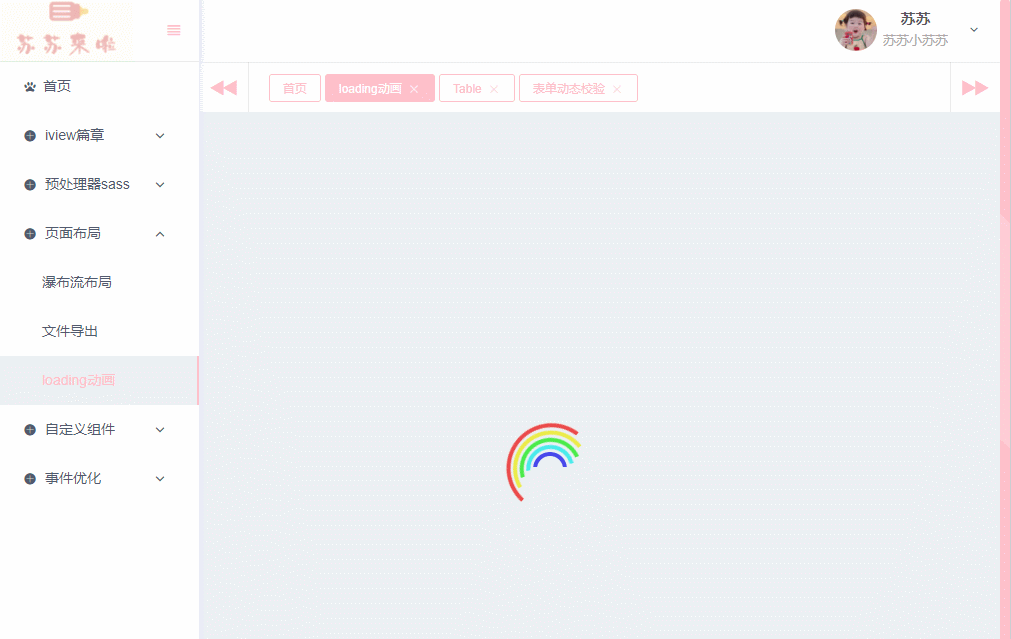 苏苏来啦
苏苏
苏苏小苏苏
首页
loading动画
Table
表单动态校验
首页
iview篇章
预处理器sass
页面布局
瀑布流布局
文件导出
loading动画
自定义组件
事件优化